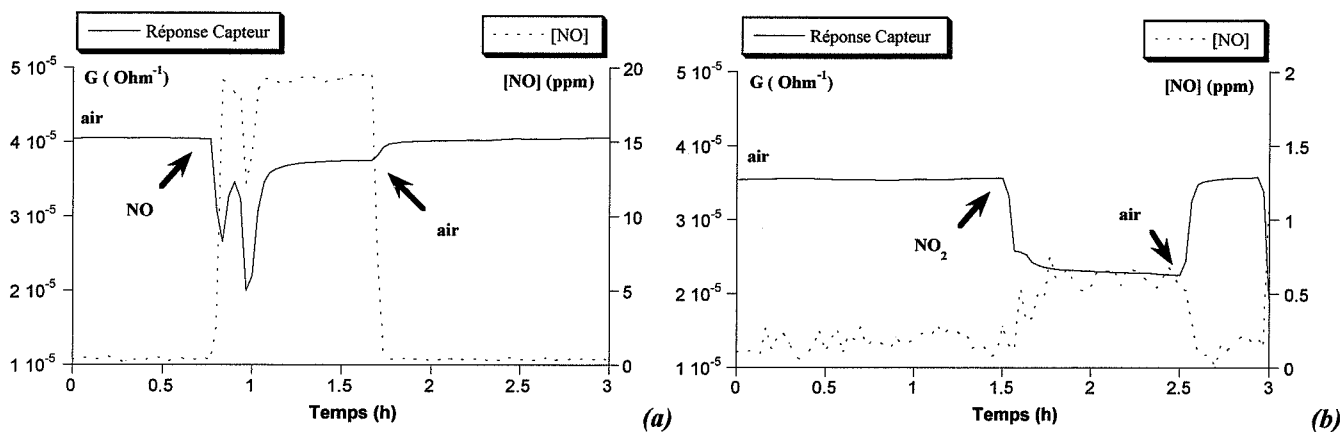 Réponse Capteur
[NO]
G ( Ohm⁻¹)
[NO] (ppm)
5 10⁻⁵
4 10⁻⁵
3 10⁻⁵
2 10⁻⁵
1 10⁻⁵
20
15
10
5
0
air
NO
air
0 0.5 1 1.5 2 2.5 3
Temps (h)
(a)
Réponse Capteur
[NO]
G ( Ohm⁻¹)
[NO] (ppm)
5 10⁻⁵
4 10⁻⁵
3 10⁻⁵
2 10⁻⁵
1 10⁻⁵
2
1.5
1
0.5
0
air
NO₂
air
0 0.5 1 1.5 2 2.5 3
Temps (h)
(b)